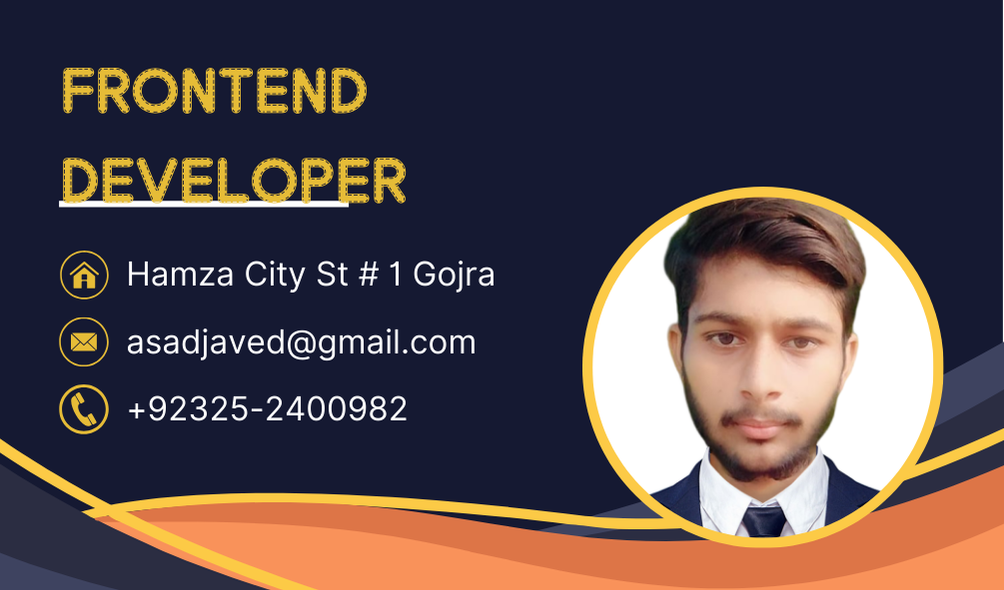 FRONTEND
DEVELOPER
Hamza City St # 1 Gojra
asadjaved@gmail.com
+92325-2400982